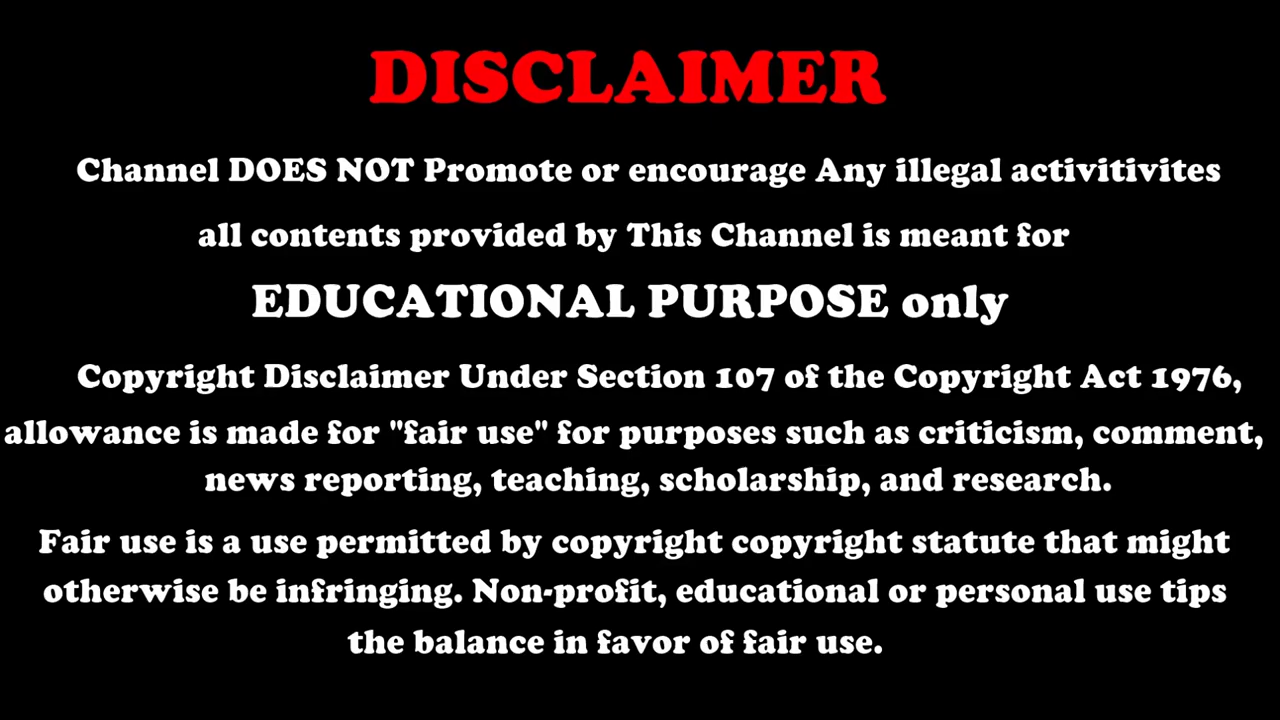 DISCLAIMER
Channel DOES NOT Promote or encourage Any illegal activitivites
all contents provided by This Channel is meant for
EDUCATIONAL PURPOSE only
Copyright Disclaimer Under Section 107 of the Copyright Act 1976,
allowance is made for "fair use" for purposes such as criticism, comment,
news reporting, teaching, scholarship, and research.
Fair use is a use permitted by copyright copyright statute that might
otherwise be infringing. Non-profit, educational or personal use tips
the balance in favor of fair use.